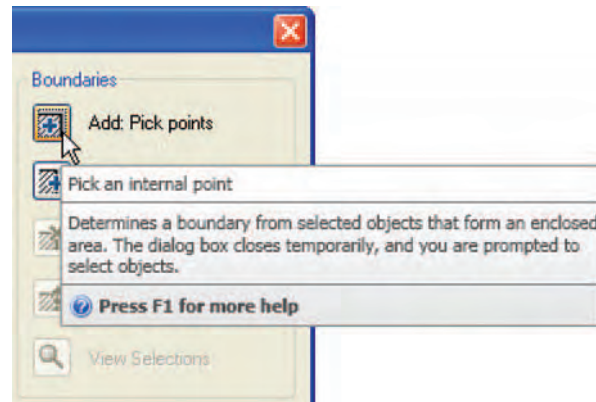 Boundaries
Add: Pick points
Pick an internal point
Determines a boundary from selected objects that form an enclosed
area. The dialog box closes temporarily, and you are prompted to
select objects.
Press F1 for more help
View Selections